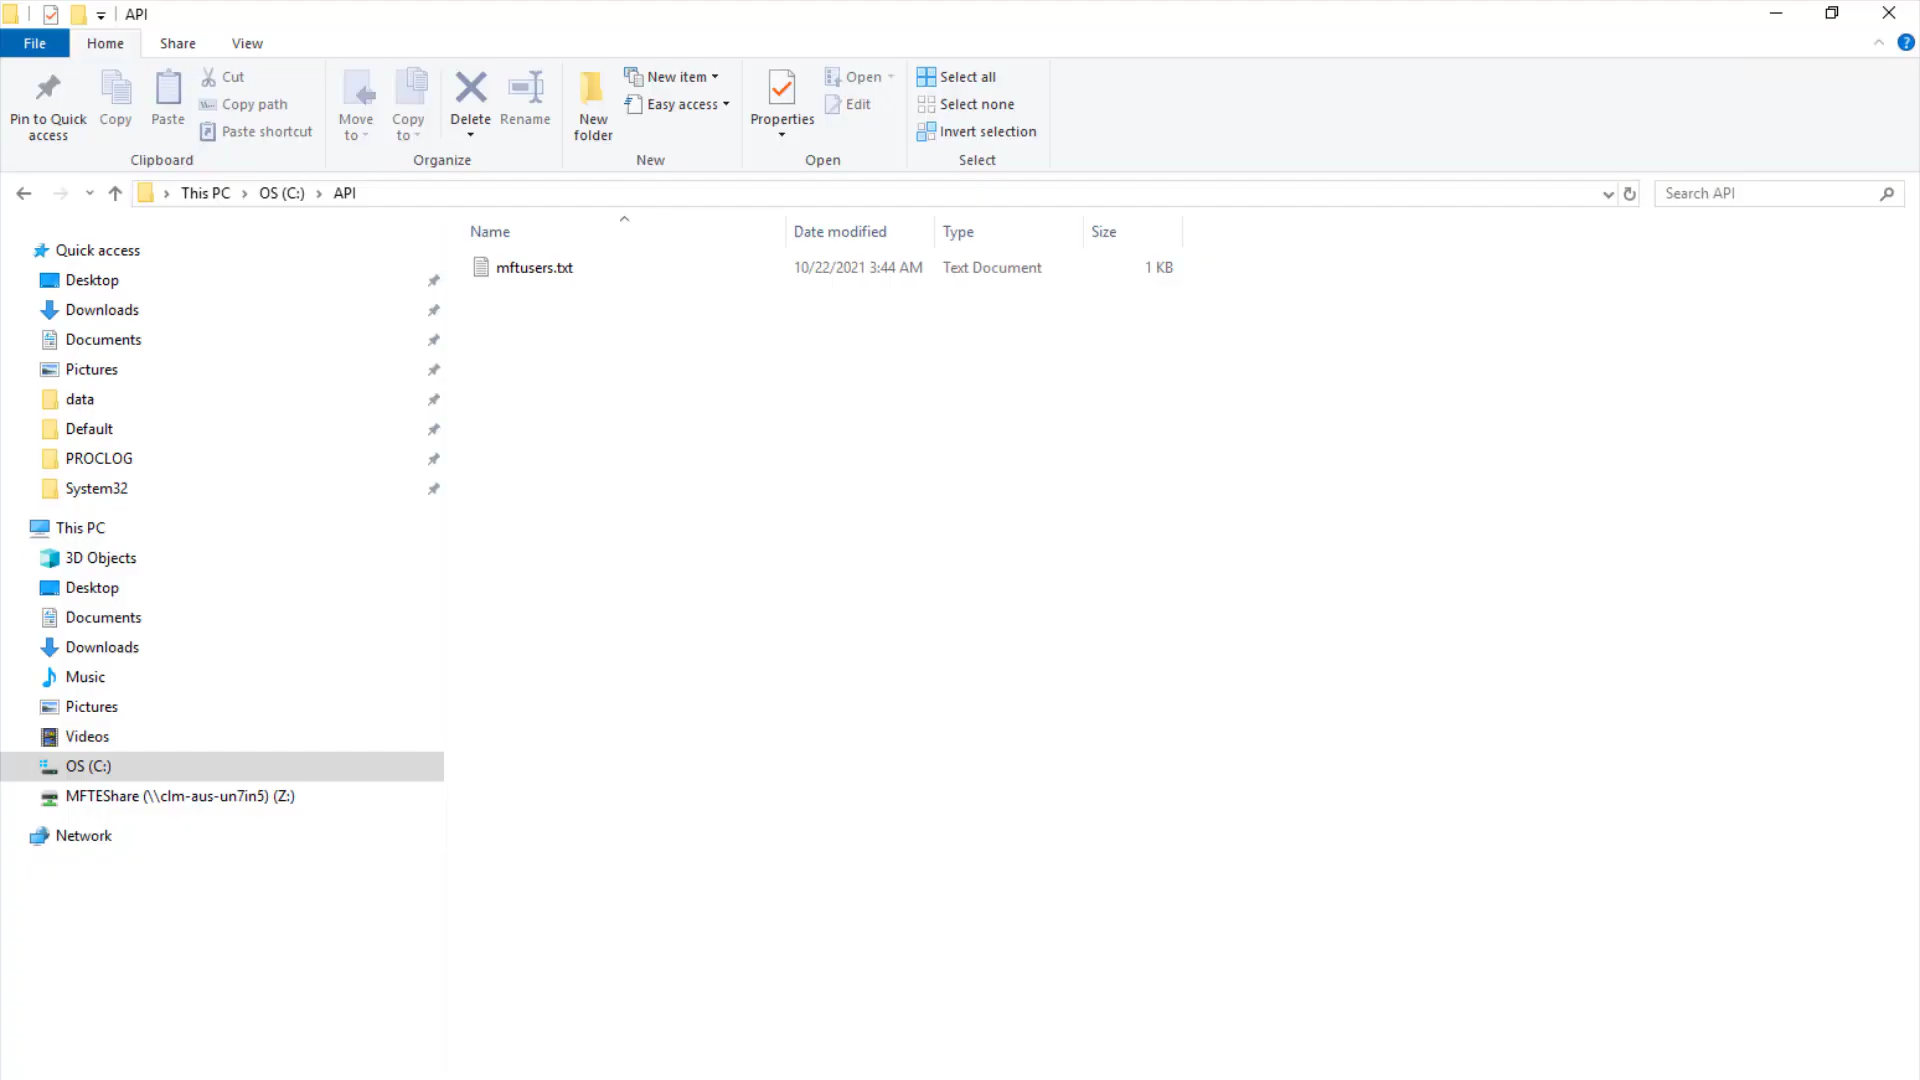 API
File
Home
Share
View
Pin to Quick access
Copy
Paste
Cut
Copy path
Paste shortcut
Clipboard
Move to
Copy to
Delete
Rename
Organize
New folder
New item
Easy access
New
Properties
Open
Edit
Open
Select all
Select none
Invert selection
Select
This PC > OS (C:) > API
Search API
Name
Date modified
Type
Size
mftusers.txt
10/22/2021 3:44 AM
Text Document
1 KB
Quick access
Desktop
Downloads
Documents
Pictures
data
Default
PROCLOG
System32
This PC
3D Objects
Desktop
Documents
Downloads
Music
Pictures
Videos
OS (C:)
MFTEShare (\\clm-aus-un7in5) (Z:)
Network